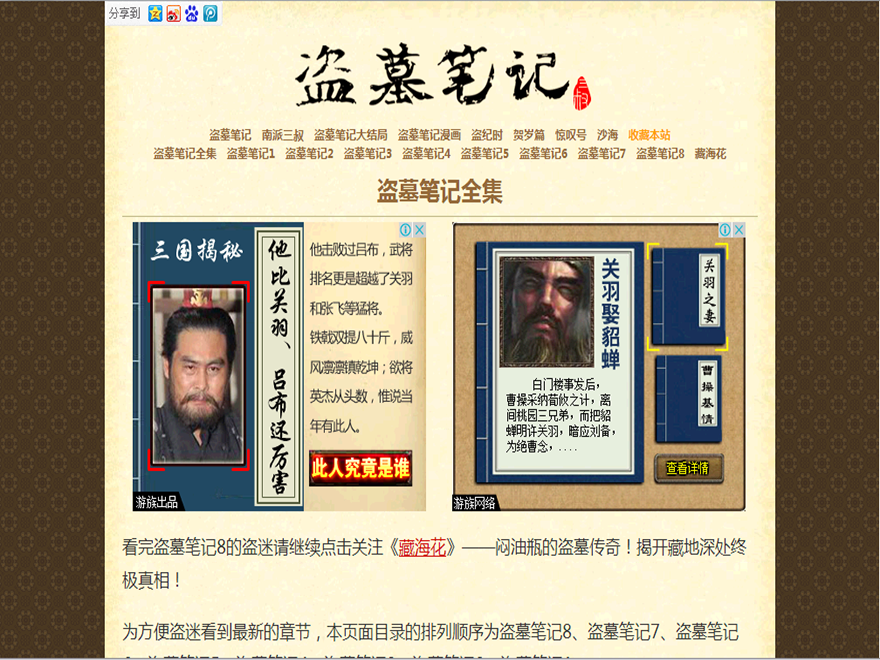 分享到
盗墓笔记
三叔
盗墓笔记 南派三叔 盗墓笔记大结局 盗墓笔记漫画 盗纪时 贺岁篇 惊叹号 沙海 收藏本站
盗墓笔记全集 盗墓笔记1 盗墓笔记2 盗墓笔记3 盗墓笔记4 盗墓笔记5 盗墓笔记6 盗墓笔记7 盗墓笔记8 藏海花
盗墓笔记全集
三国揭秘
他比关羽、吕布还厉害
他击败过吕布，武将
排名更是超越了关羽
和张飞等猛将。
铁戟双提八十斤，威
风凛凛镇乾坤；欲将
英杰从头数，惟说当
年有此人。
此人究竟是谁
游族出品
关羽娶貂蝉
白门楼事发后，
曹操采纳荀攸之计，离
间桃园三兄弟，而把貂
蝉明许关羽，暗应刘备，
为绝曹念，....
关羽之妻
曹操基情
查看详情
游族网络
看完盗墓笔记8的盗迷请继续点击关注《藏海花》——闷油瓶的盗墓传奇！揭开藏地深处终
极真相！
为方便盗迷看到最新的章节，本页面目录的排列顺序为盗墓笔记8、盗墓笔记7、盗墓笔记